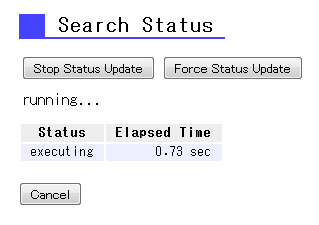 Search Status
Stop Status Update Force Status Update
running...
Status Elapsed Time
executing 0.73 sec
Cancel